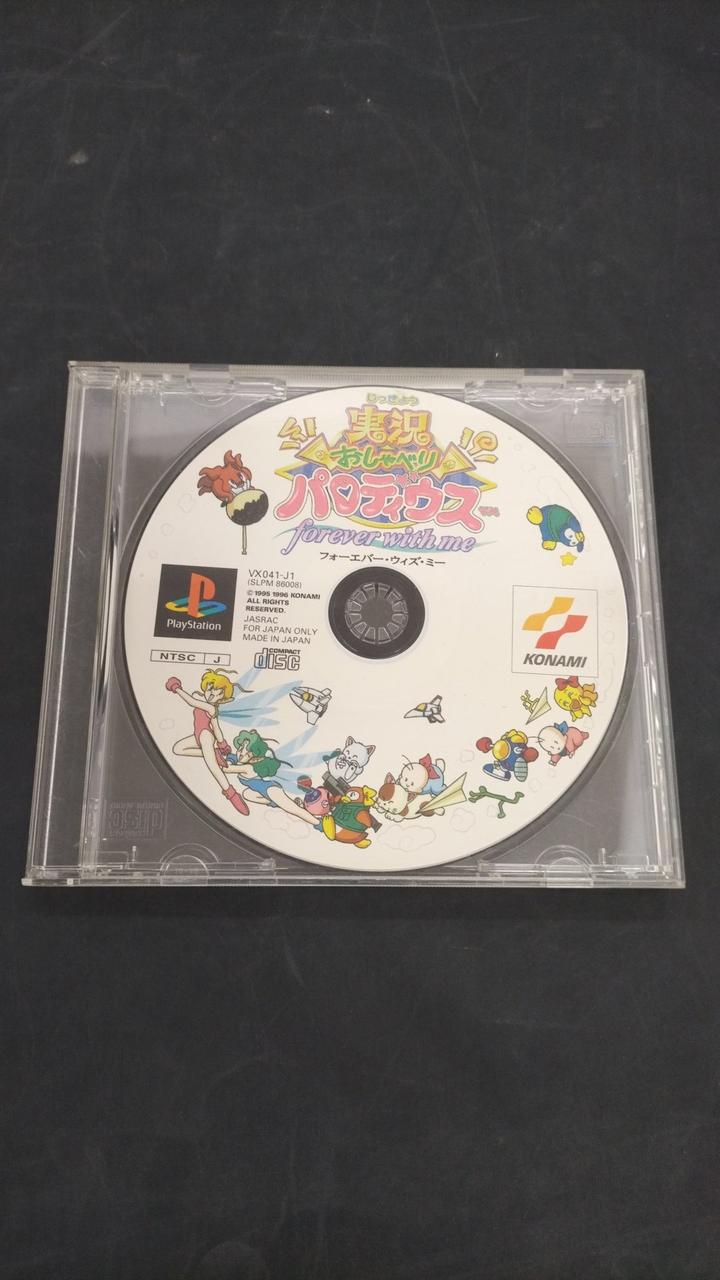 じっきょう
実況
おしゃべり
パロディウス TM
forever with me
フォーエバー・ウィズ・ミー
VX041-J1
(SLPM 86008)
© 1995 1996 KONAMI
ALL RIGHTS
RESERVED.
JASRAC
FOR JAPAN ONLY
MADE IN JAPAN
PlayStation
NTSC J
COMPACT
disc
KONAMI